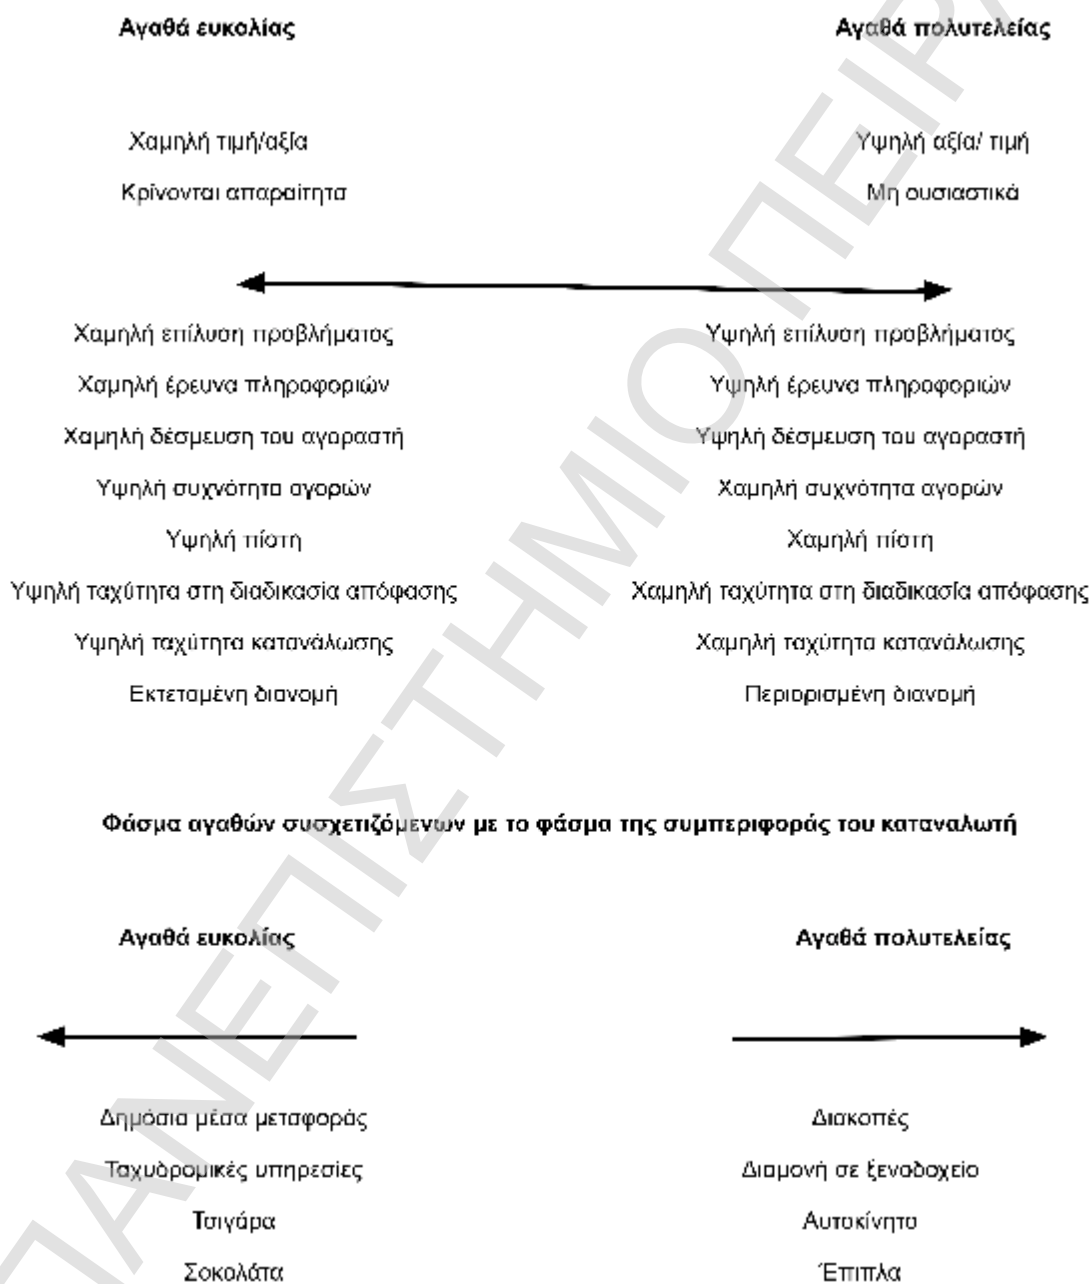 Αγαθά ευκολίας Αγαθά πολυτελείας
Χαμηλή τιμή/αξία Υψηλή αξία/ τιμή
Κρίνονται απαραίτητα Μη ουσιαστικά
Χαμηλή επίλυση προβλήματος Υψηλή επίλυση προβλήματος
Χαμηλή έρευνα πληροφοριών Υψηλή έρευνα πληροφοριών
Χαμηλή δέσμευση του αγοραστή Υψηλή δέσμευση του αγοραστή
Υψηλή συχνότητα αγορών Χαμηλή συχνότητα αγορών
Υψηλή πίστη Χαμηλή πίστη
Υψηλή ταχύτητα στη διαδικασία απόφασης Χαμηλή ταχύτητα στη διαδικασία απόφασης
Υψηλή ταχύτητα κατανάλωσης Χαμηλή ταχύτητα κατανάλωσης
Εκτεταμένη διανομή Περιορισμένη διανομή
Φάσμα αγαθών συσχετιζόμενων με το φάσμα της συμπεριφοράς του καταναλωτή
Αγαθά ευκολίας Αγαθά πολυτελείας
Δημόσια μέσα μεταφοράς Διακοπές
Ταχυδρομικές υπηρεσίες Διαμονή σε ξενοδοχείο
Τσιγάρα Αυτοκίνητο
Σοκολάτα Έπιπλα
ΠΑΝΕΠΙΣΤΗΜΙΟ ΠΕΙΡΑ